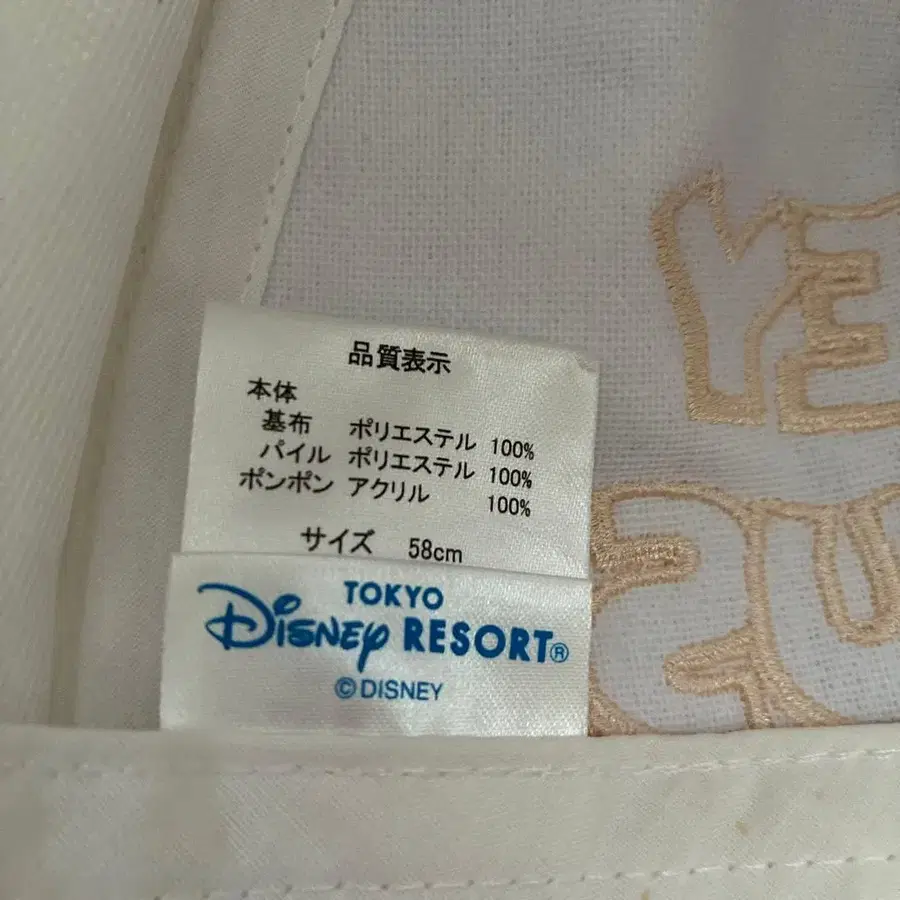 品質表示
本体
基布 ポリエステル 100%
パイル ポリエステル 100%
ポンポン アクリル 100%
サイズ 58cm
TOKYO
Disney RESORT®
©DISNEY